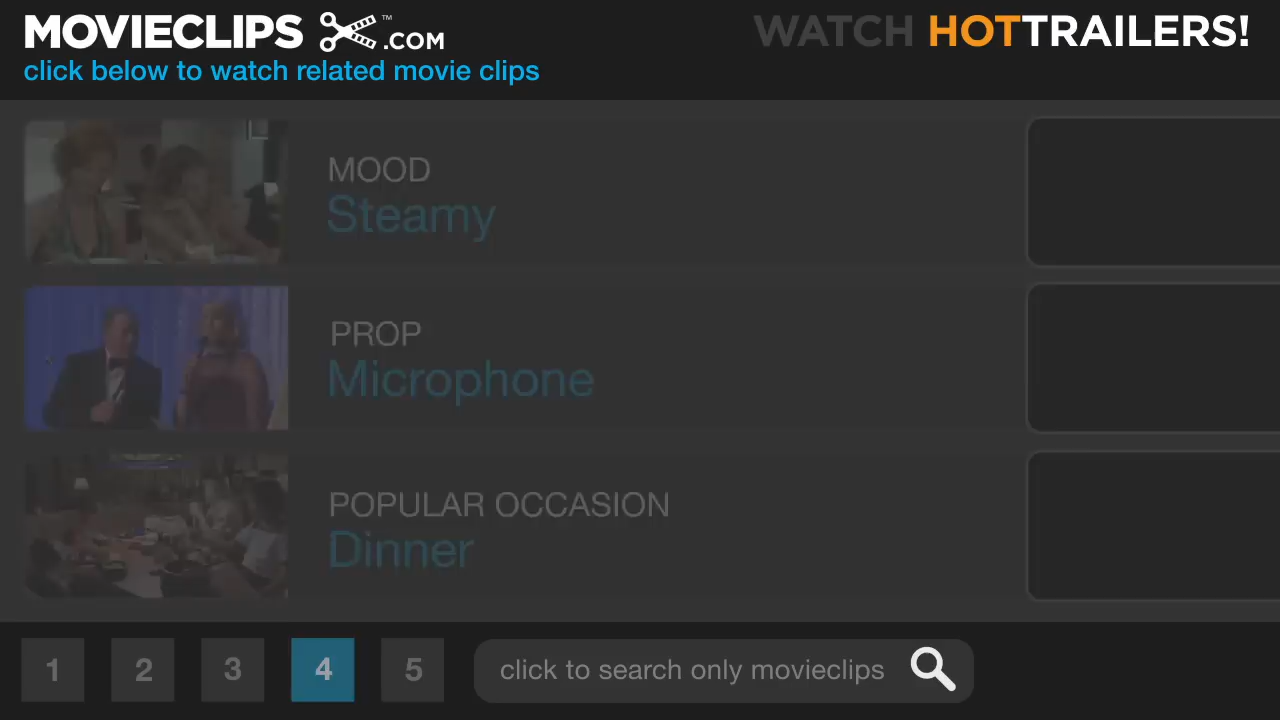 MOVIECLIPS ™ .COM
WATCH HOTTRAILERS!
click below to watch related movie clips
MOOD
Steamy
PROP
Microphone
POPULAR OCCASION
Dinner
1 2 3 4 5
click to search only movieclips